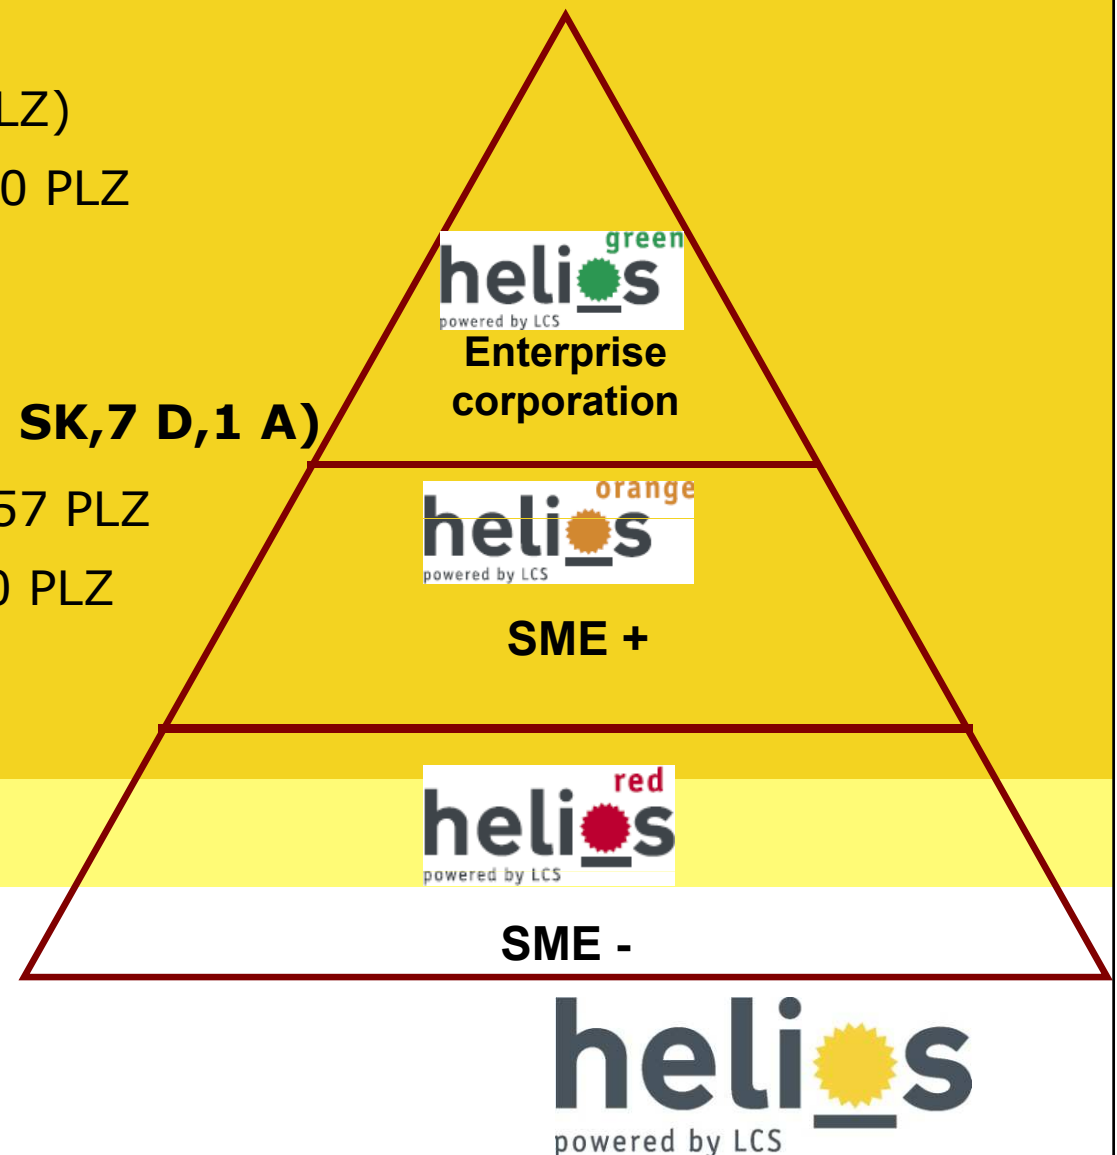 LZ)
0 PLZ
green
helios
powered by LCS
Enterprise
corporation
SK,7 D,1 A)
57 PLZ
0 PLZ
orange
helios
powered by LCS
SME +
red
helios
powered by LCS
SME -
helios
powered by LCS